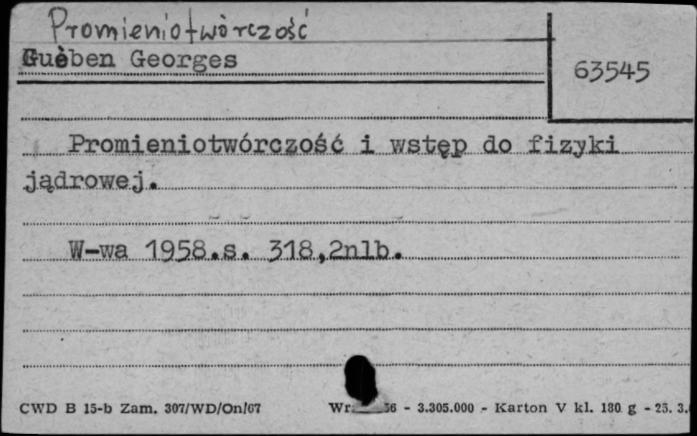 Promieniotwórczość
Guèben Georges
63545
Promieniotwórczość i wstęp do fizyki
jądrowej.
W-wa 1958.s. 318,2nlb.
CWD B 15-b Zam. 307/WD/On/67 56 - 3.305.000 - Karton V kl. 180 g - 25. 3.